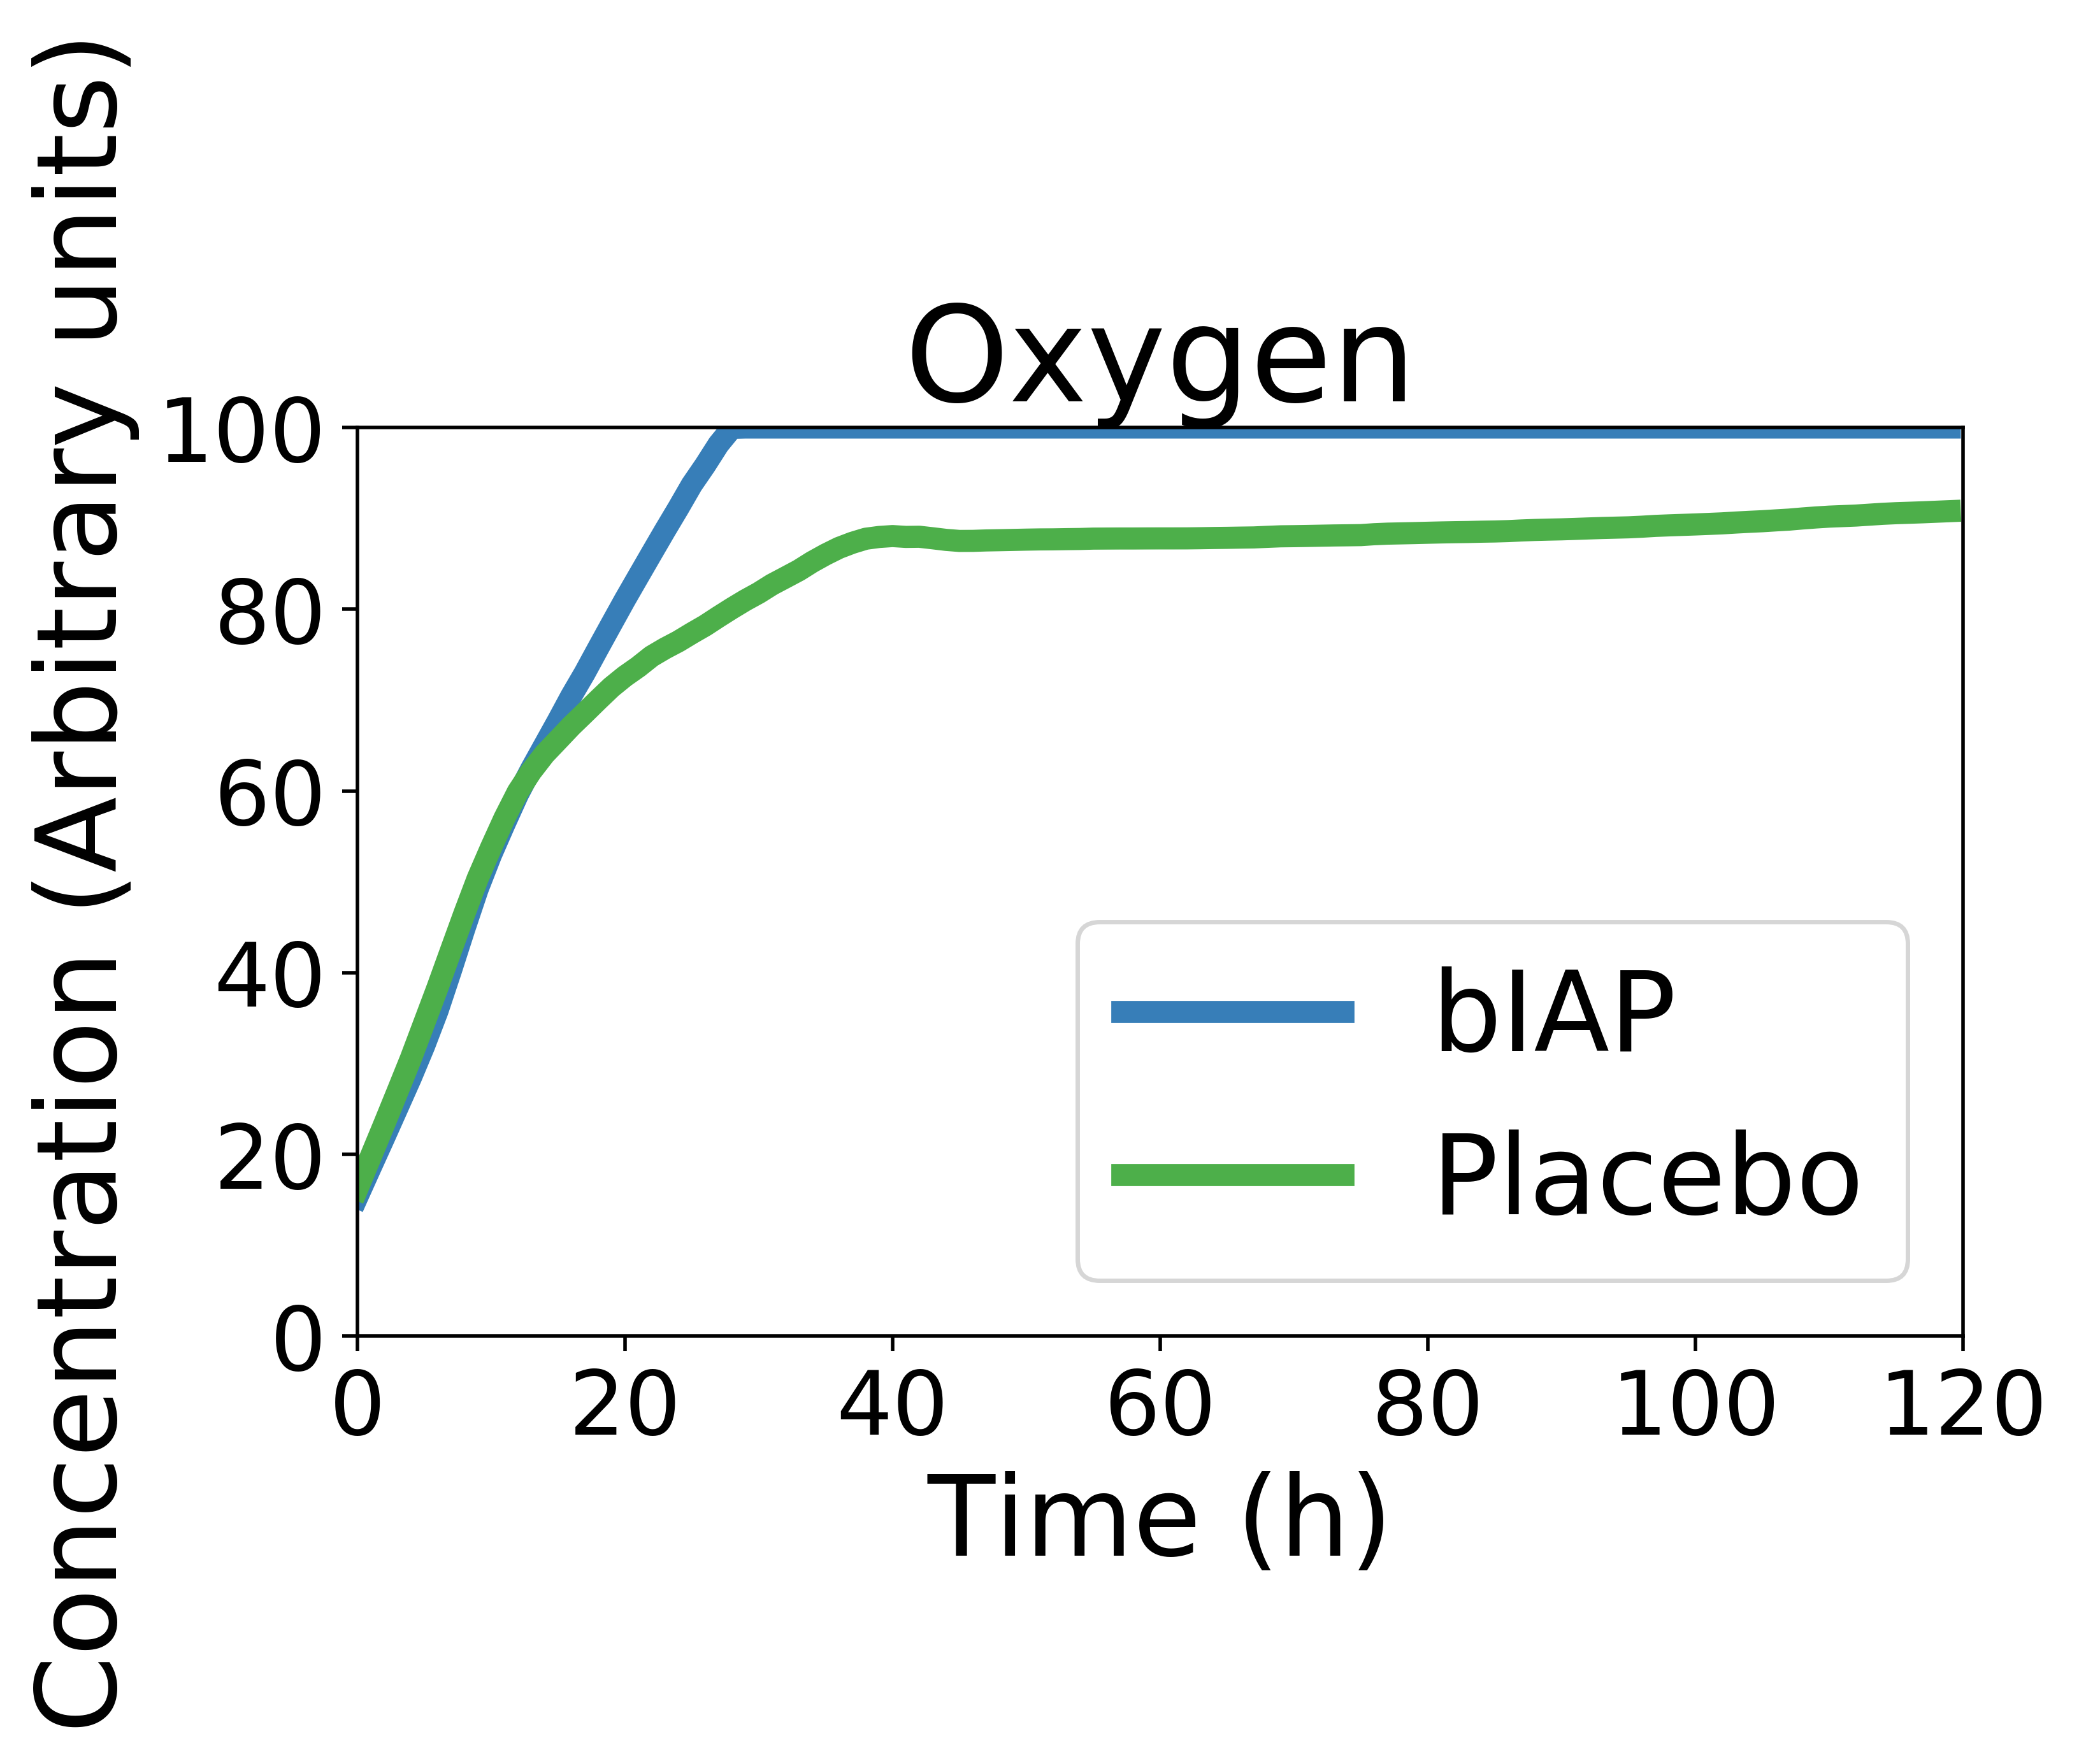 Oxygen
Concentration (Arbitrary units)
100
80
60
40
20
0
0 20 40 60 80 100 120
Time (h)
bIAP
Placebo